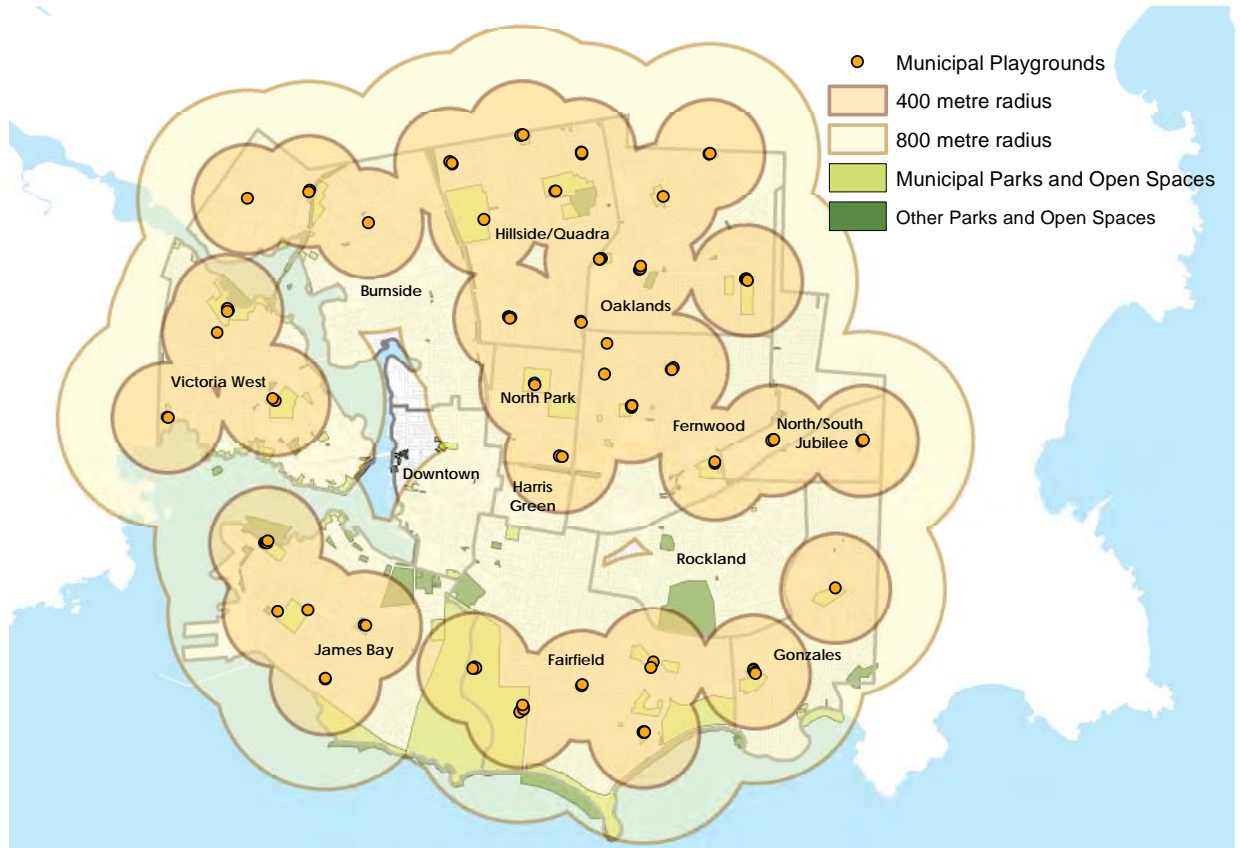 Municipal Playgrounds
400 metre radius
800 metre radius
Municipal Parks and Open Spaces
Other Parks and Open Spaces
Hillside/Quadra
Burnside
Oaklands
Victoria West
North Park
Fernwood
North/South
Jubilee
Downtown
Harris
Green
Rockland
James Bay
Fairfield
Gonzales